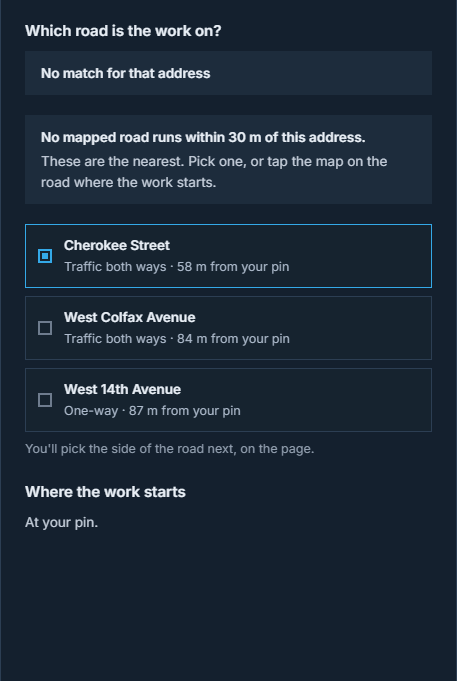 Which road is the work on?
No match for that address
No mapped road runs within 30 m of this address.
These are the nearest. Pick one, or tap the map on the
road where the work starts.
Cherokee Street
Traffic both ways · 58 m from your pin
West Colfax Avenue
Traffic both ways · 84 m from your pin
West 14th Avenue
One-way · 87 m from your pin
You'll pick the side of the road next, on the page.
Where the work starts
At your pin.